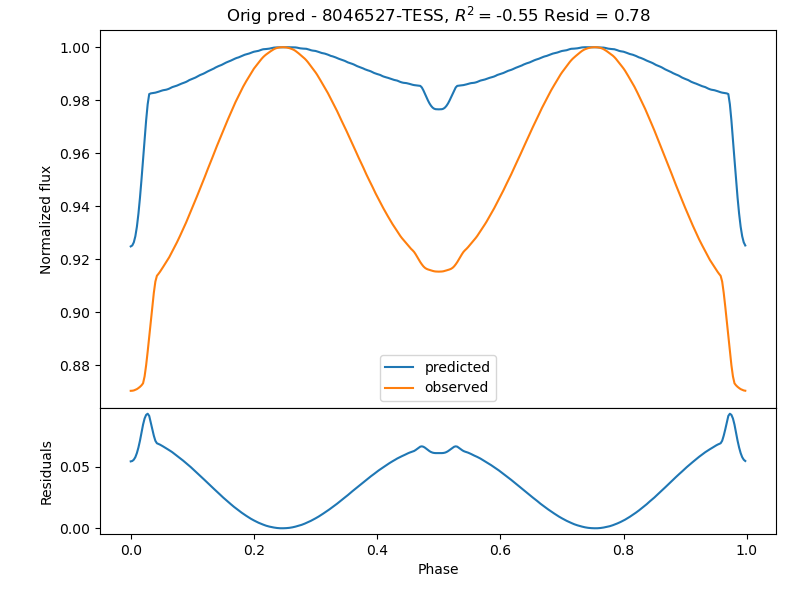 Orig pred - 8046527-TESS, R² = -0.55 Resid = 0.78
Normalized flux
1.00
0.98
0.96
0.94
0.92
0.90
0.88
predicted
observed
Residuals
0.05
0.00
0.0 0.2 0.4 0.6 0.8 1.0
Phase